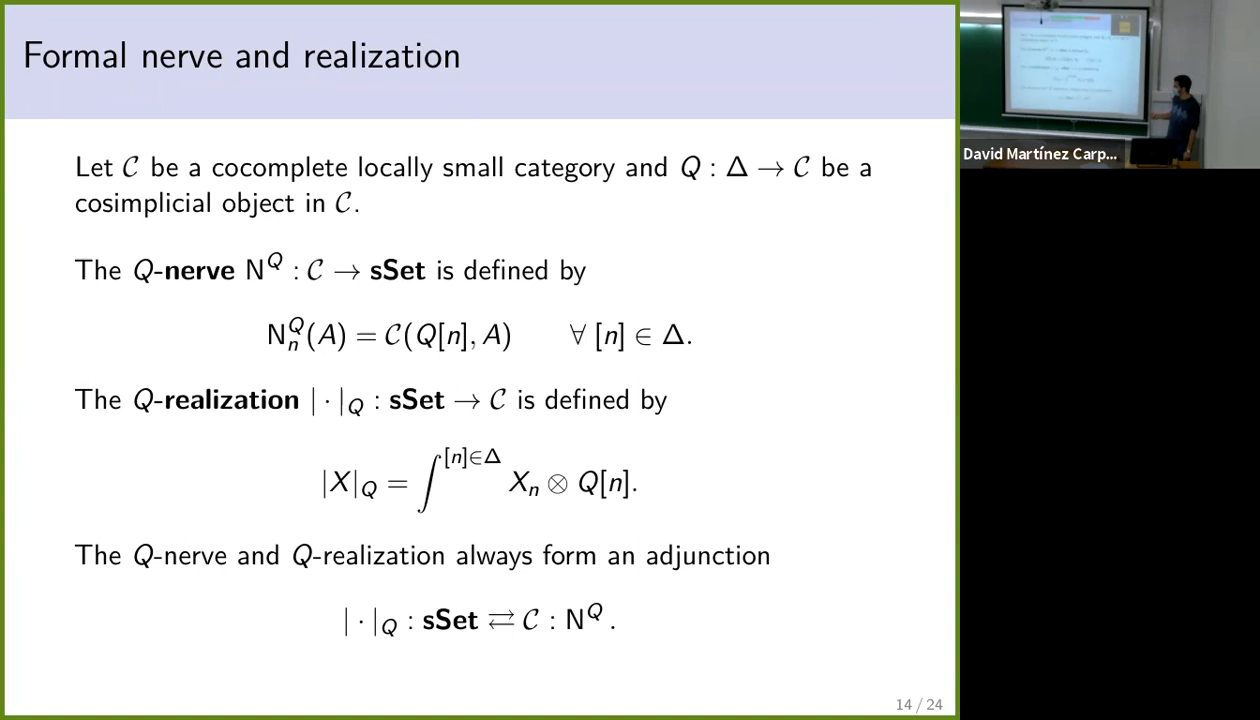 Formal nerve and realization
Let 𝒞 be a cocomplete locally small category and Q : Δ → 𝒞 be a
cosimplicial object in 𝒞.
The Q-nerve N^Q : 𝒞 → sSet is defined by
N_n^Q(A) = 𝒞(Q[n], A)   ∀ [n] ∈ Δ.
The Q-realization | · |_Q : sSet → 𝒞 is defined by
|X|_Q = ∫^{[n]∈Δ} X_n ⊗ Q[n].
The Q-nerve and Q-realization always form an adjunction
| · |_Q : sSet ⇄ 𝒞 : N^Q .
14 / 24
David Martínez Carp...